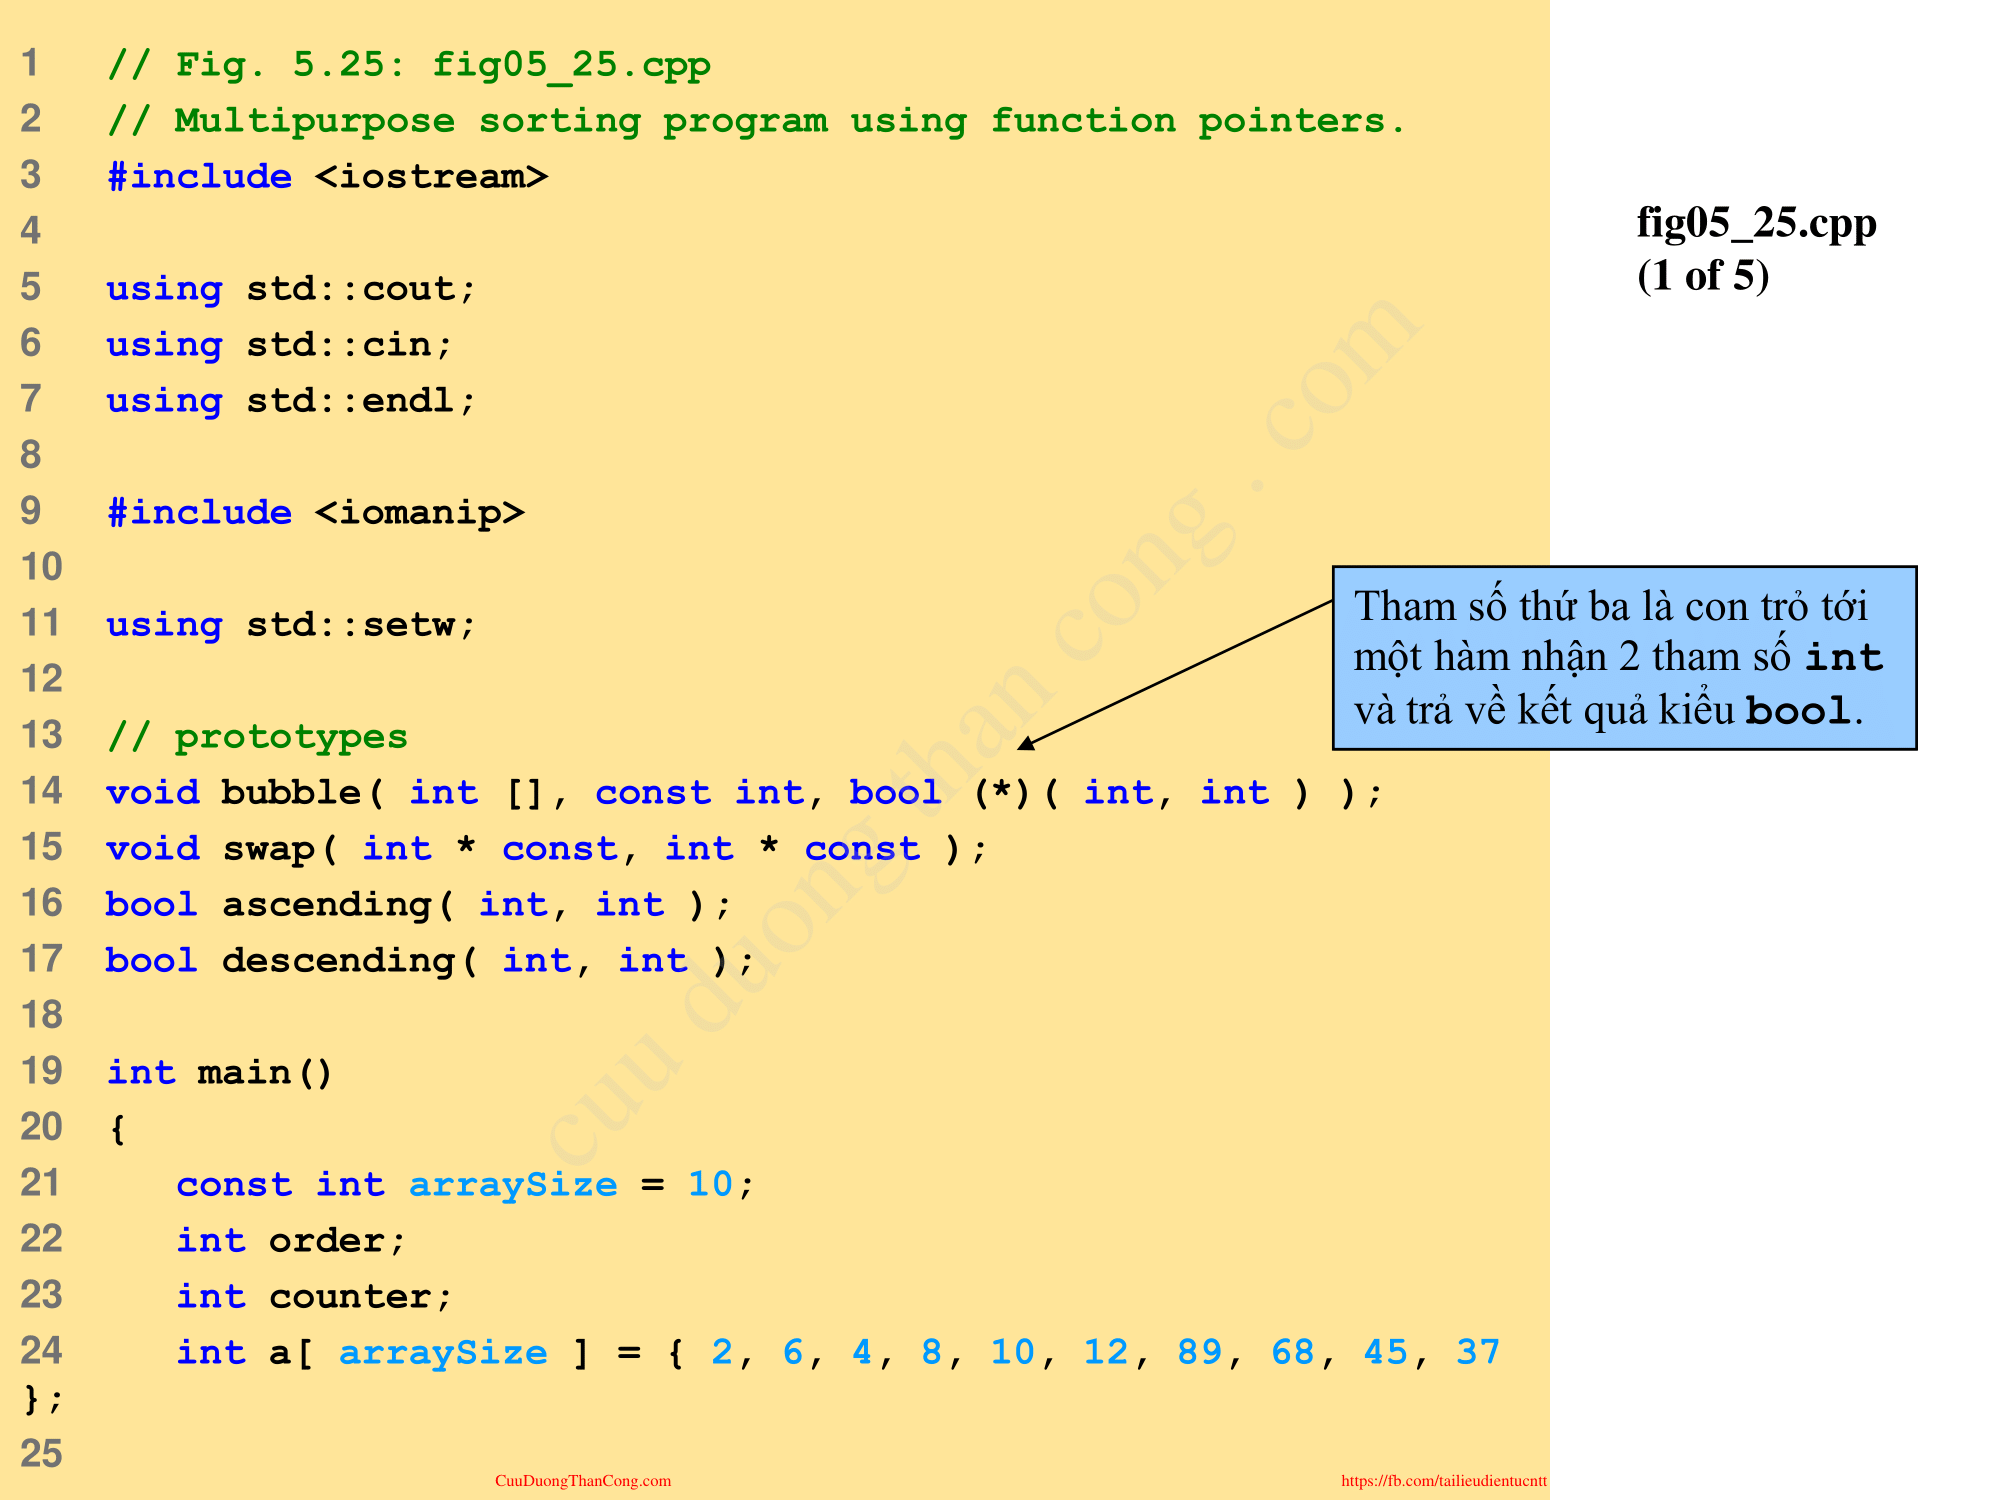 1 // Fig. 5.25: fig05_25.cpp
2 // Multipurpose sorting program using function pointers.
3 #include <iostream>
4
5 using std::cout;
6 using std::cin;
7 using std::endl;
8
9 #include <iomanip>
10
11 using std::setw;
12
13 // prototypes
14 void bubble( int [], const int, bool (*)( int, int ) );
15 void swap( int * const, int * const );
16 bool ascending( int, int );
17 bool descending( int, int );
18
19 int main()
20 {
21 const int arraySize = 10;
22 int order;
23 int counter;
24 int a[ arraySize ] = { 2, 6, 4, 8, 10, 12, 89, 68, 45, 37
};
25
fig05_25.cpp
(1 of 5)
Tham số thứ ba là con trỏ tới
một hàm nhận 2 tham số int
và trả về kết quả kiểu bool.
cuu duong than cong . com
CuuDuongThanCong.com
https://fb.com/tailieudientucntt